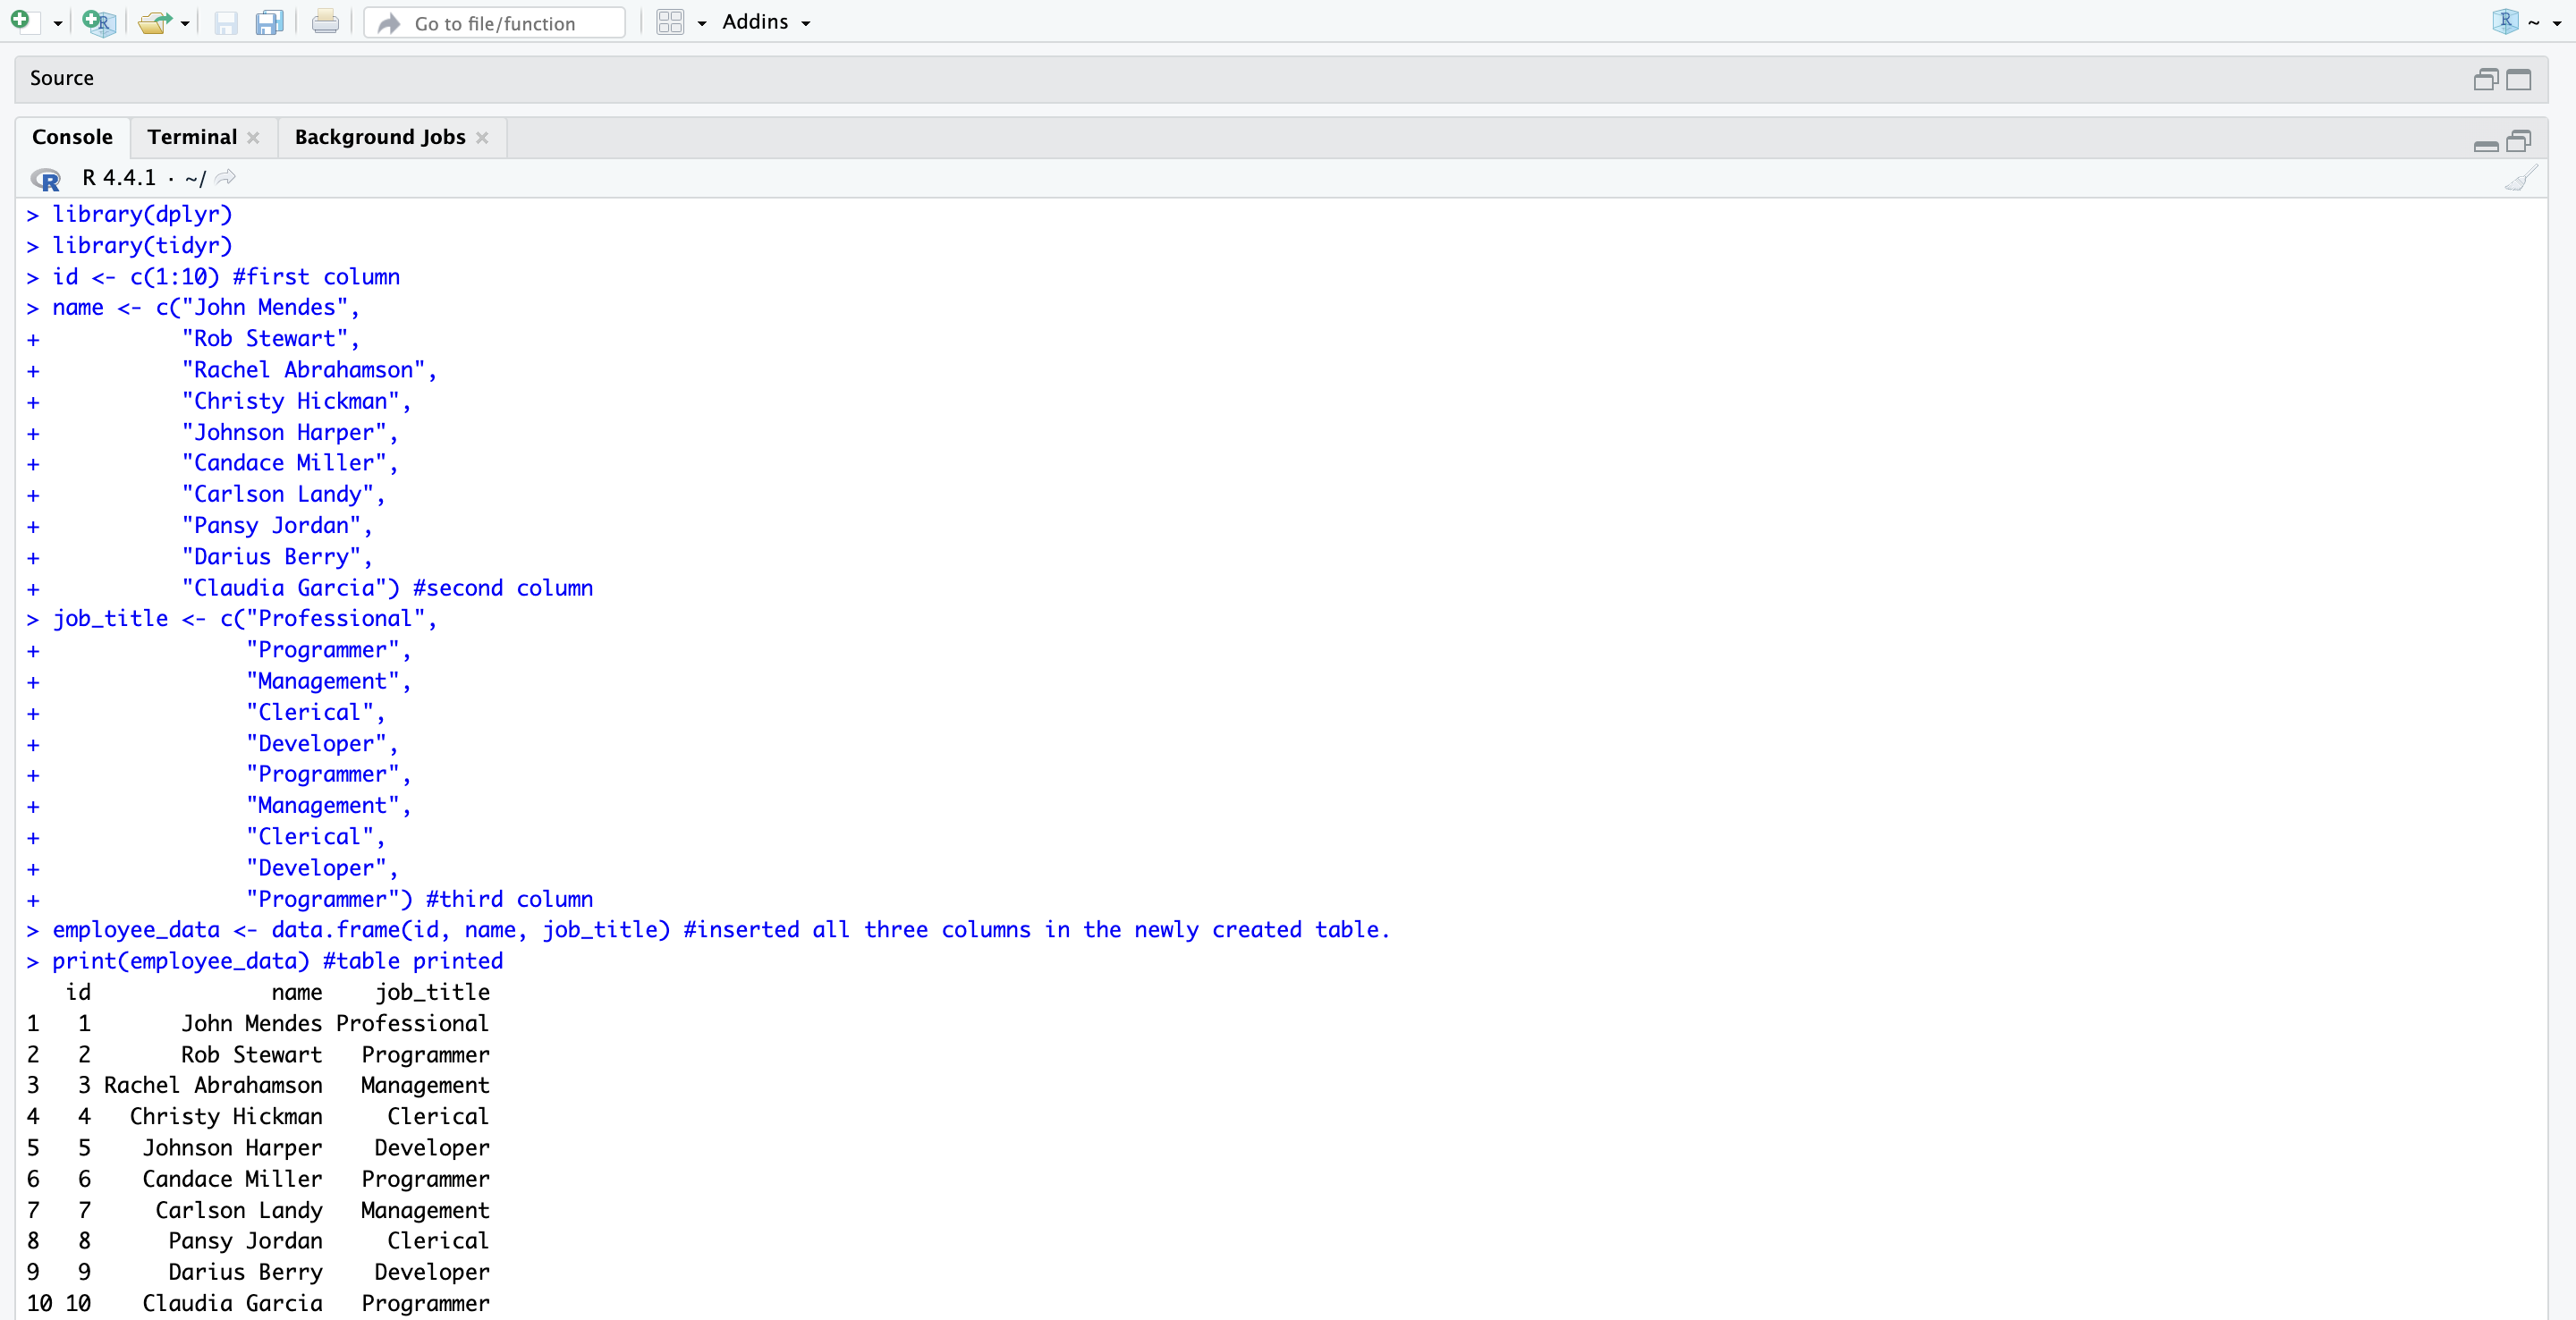 Go to file/function
Addins
R ~
Source
Console Terminal Background Jobs
R 4.4.1 · ~/
> library(dplyr)
> library(tidyr)
> id <- c(1:10) #first column
> name <- c("John Mendes",
+           "Rob Stewart",
+           "Rachel Abrahamson",
+           "Christy Hickman",
+           "Johnson Harper",
+           "Candace Miller",
+           "Carlson Landy",
+           "Pansy Jordan",
+           "Darius Berry",
+           "Claudia Garcia") #second column
> job_title <- c("Professional",
+                "Programmer",
+                "Management",
+                "Clerical",
+                "Developer",
+                "Programmer",
+                "Management",
+                "Clerical",
+                "Developer",
+                "Programmer") #third column
> employee_data <- data.frame(id, name, job_title) #inserted all three columns in the newly created table.
> print(employee_data) #table printed
   id              name    job_title
1   1       John Mendes Professional
2   2       Rob Stewart   Programmer
3   3 Rachel Abrahamson   Management
4   4   Christy Hickman     Clerical
5   5    Johnson Harper    Developer
6   6    Candace Miller   Programmer
7   7     Carlson Landy   Management
8   8      Pansy Jordan     Clerical
9   9      Darius Berry    Developer
10 10    Claudia Garcia   Programmer